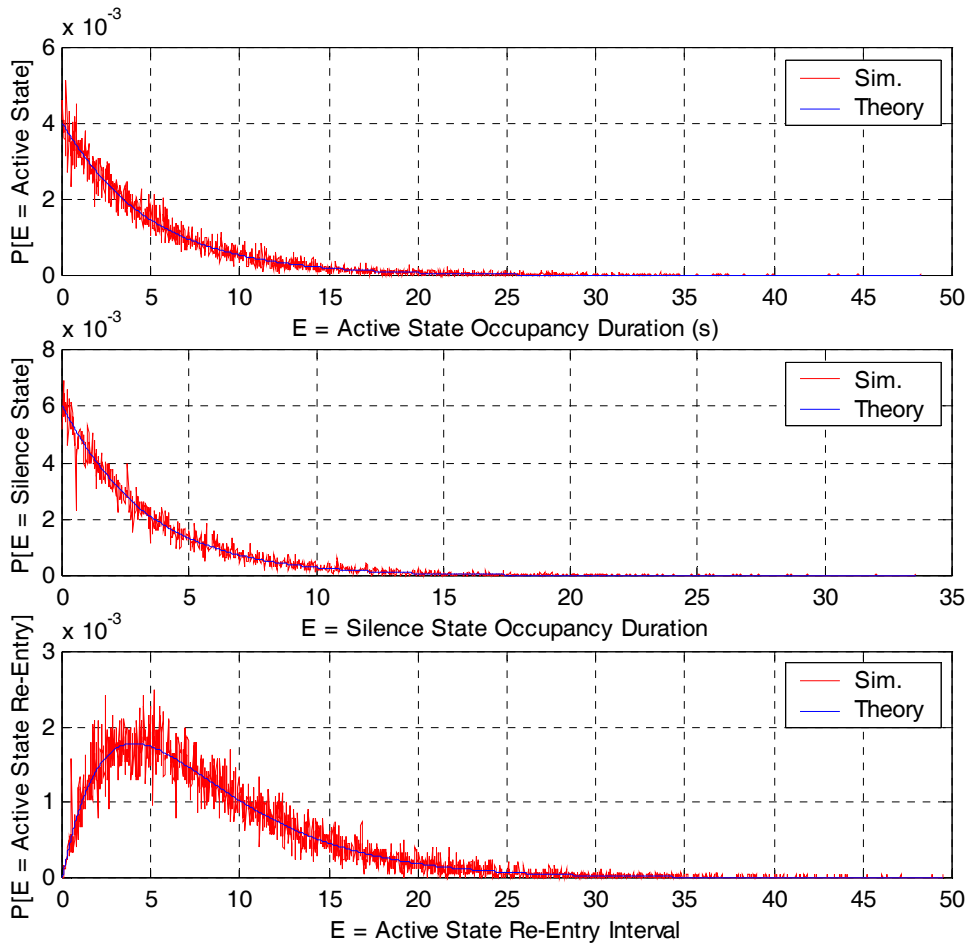 x 10-3
6
4
2
0
P[E = Active State]
Sim.
Theory
0 5 10 15 20 25 30 35 40 45 50
E = Active State Occupancy Duration (s)
x 10-3
8
6
4
2
0
P[E = Silence State]
Sim.
Theory
0 5 10 15 20 25 30 35
E = Silence State Occupancy Duration
x 10-3
3
2
1
0
P[E = Active State Re-Entry]
Sim.
Theory
0 5 10 15 20 25 30 35 40 45 50
E = Active State Re-Entry Interval